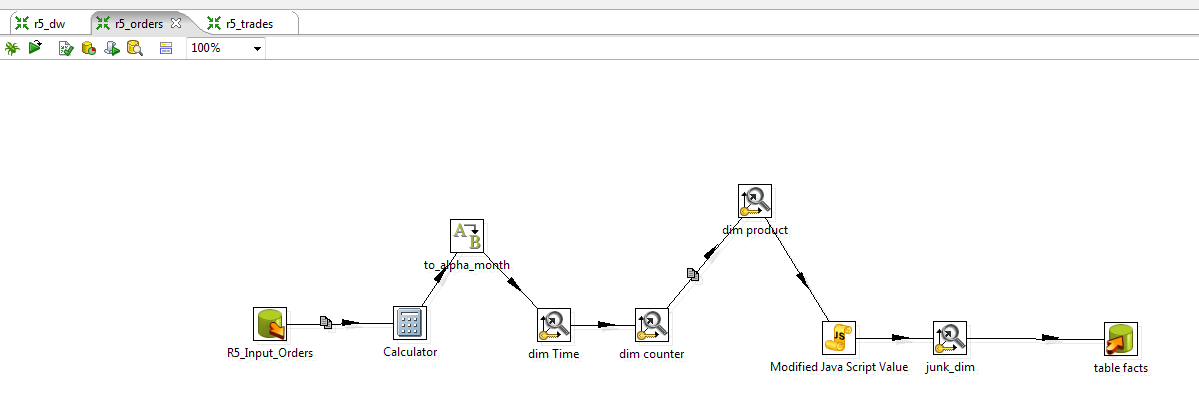 r5_dw
r5_orders
r5_trades
100%
dim product
A B
to_alpha_month
R5_Input_Orders
Calculator
dim Time
dim counter
JS
Modified Java Script Value
junk_dim
table facts